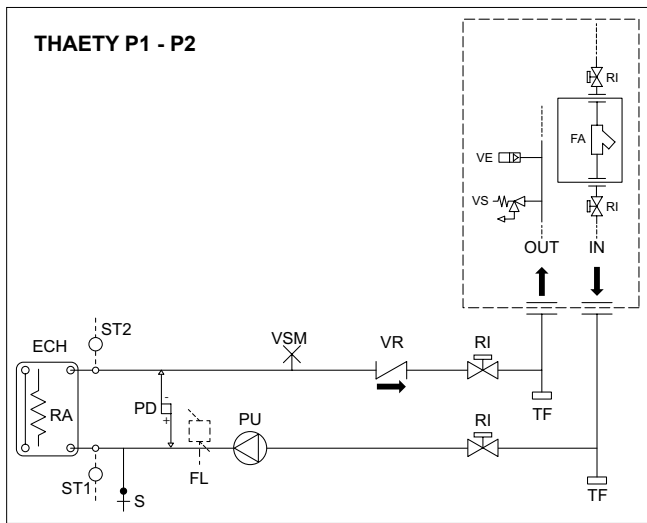 THAETY P1 - P2
RI
FA
VE
VS
RI
OUT IN
ST2
ECH
VSM
VR
RI
RA
PD
-
+
PU
RI
TF
FL
ST1
S
TF